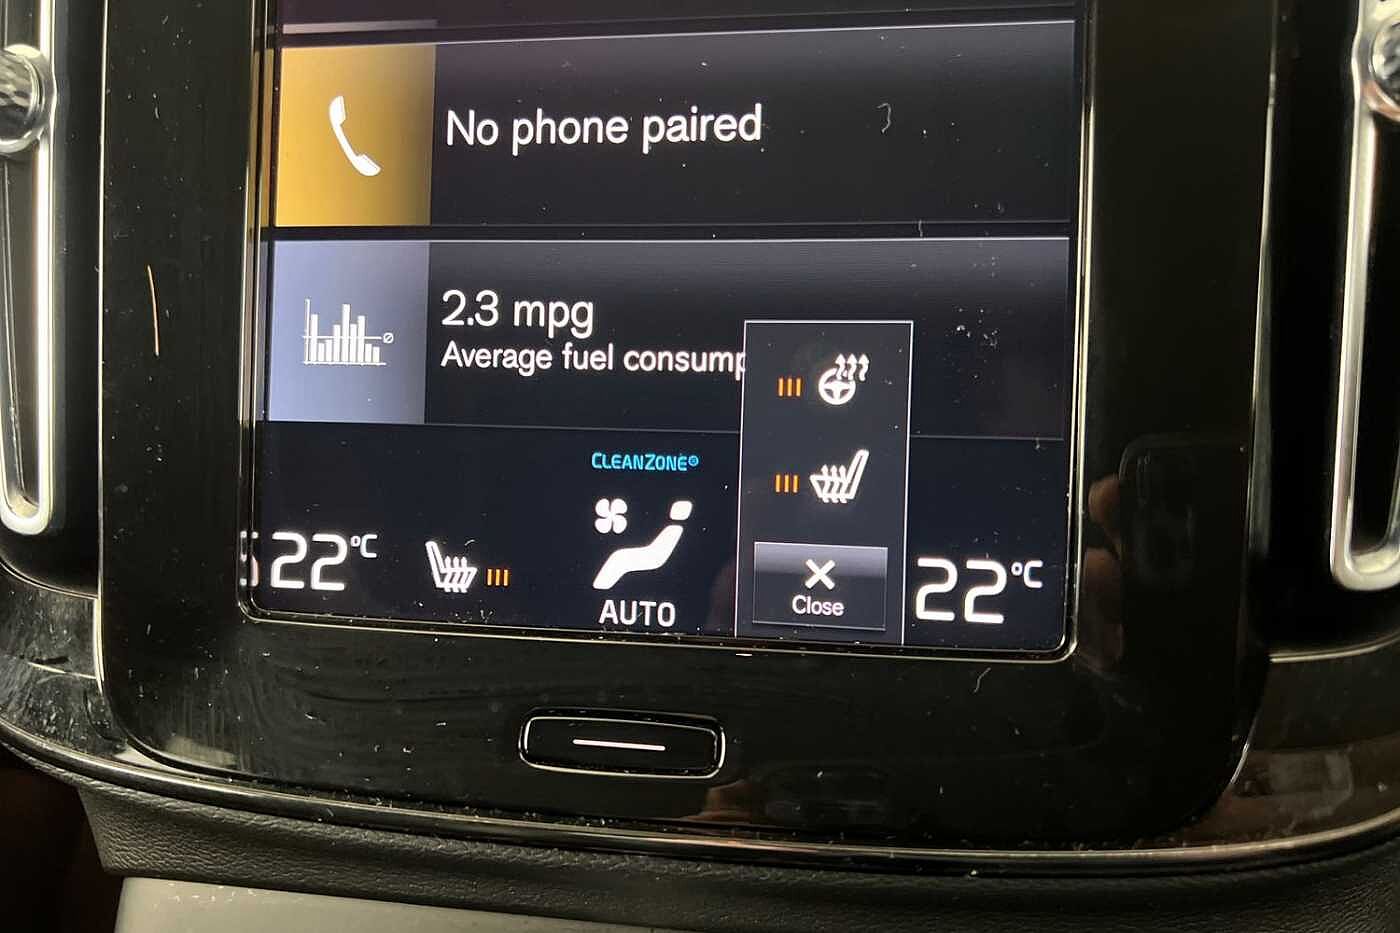 No phone paired
2.3 mpg
Average fuel consump
CLEANZONE
22°C
AUTO
Close
22°C